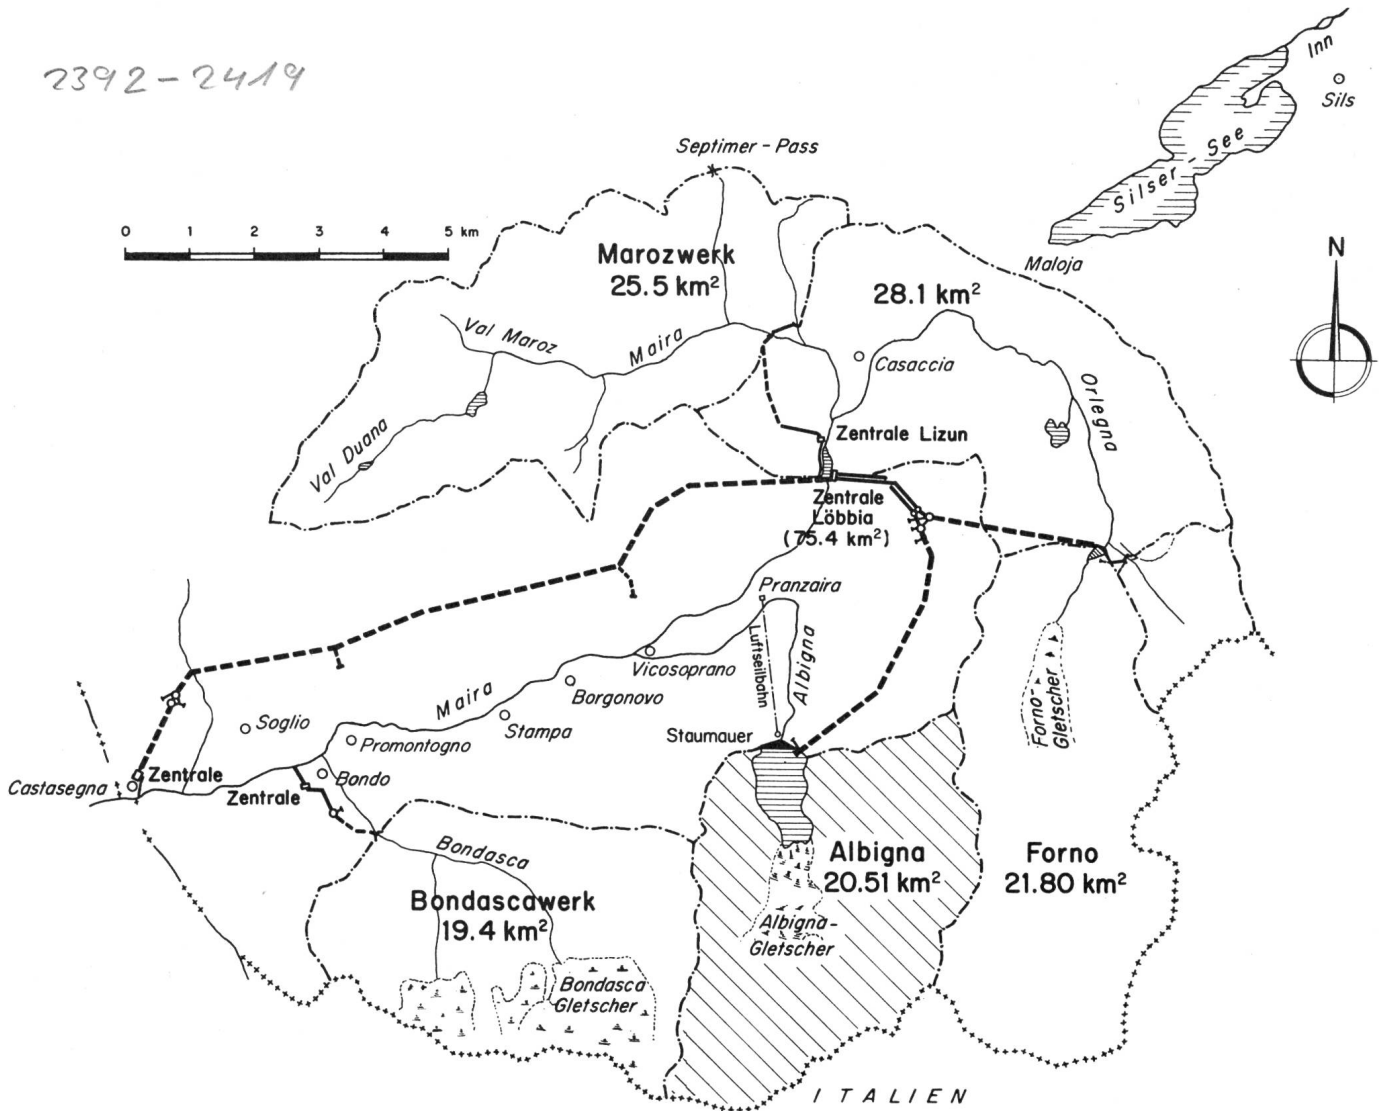 2392-2419
Inn
Sils
Silser - See
Septimer - Pass
0 1 2 3 4 5 km
Marozwerk
25.5 km²
Maloja
N
28.1 km²
Val Maroz
Maira
Casaccia
Orlegna
Val Duana
Zentrale Lizun
Zentrale
Löbbia
(75.4 km²)
Pranzaira
Luftseilbahn
Albigna
Vicosoprano
Borgonovo
Maira
Stampa
Soglio
Promontogno
Staumauer
Forno-
Gletscher
Castasegna
Zentrale
Zentrale
Bondo
Bondasca
Albigna
20.51 km²
Forno
21.80 km²
Bondascawerk
19.4 km²
Albigna-
Gletscher
Bondasca
Gletscher
ITALIEN